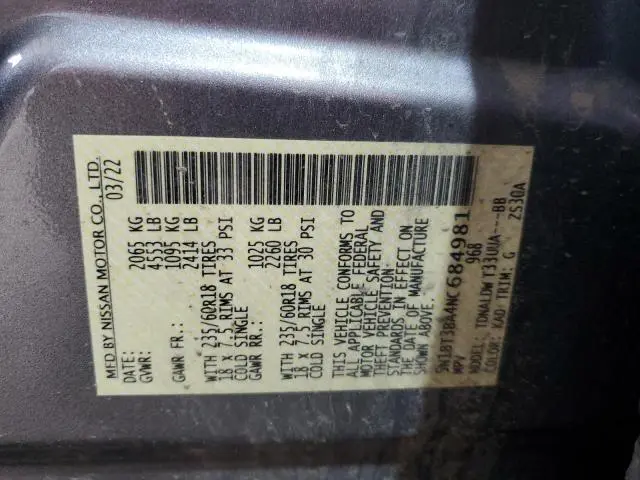 MFD BY NISSAN MOTOR CO., LTD.
03/22
GVWR: 2065 KG
4553 LB
GAWR FR.: 1095 KG
2414 LB
WITH 235/60R18 TIRES
18 X 7.5 RIMS AT 33 PSI
COLD SINGLE
GAWR RR.: 1025 KG
2260 LB
WITH 235/60R18 TIRES
18 X 7.5 RIMS AT 30 PSI
COLD SINGLE
THIS VEHICLE CONFORMS TO
ALL APPLICABLE FEDERAL
MOTOR VEHICLE SAFETY AND
THEFT PREVENTION
STANDARDS IN EFFECT ON
THE DATE OF MANUFACTURE
SHOWN ABOVE.
5N1BT3BA4NC684981
MPV 968
MODEL: BB
COLOR: KAD TRIM: G ZS30A